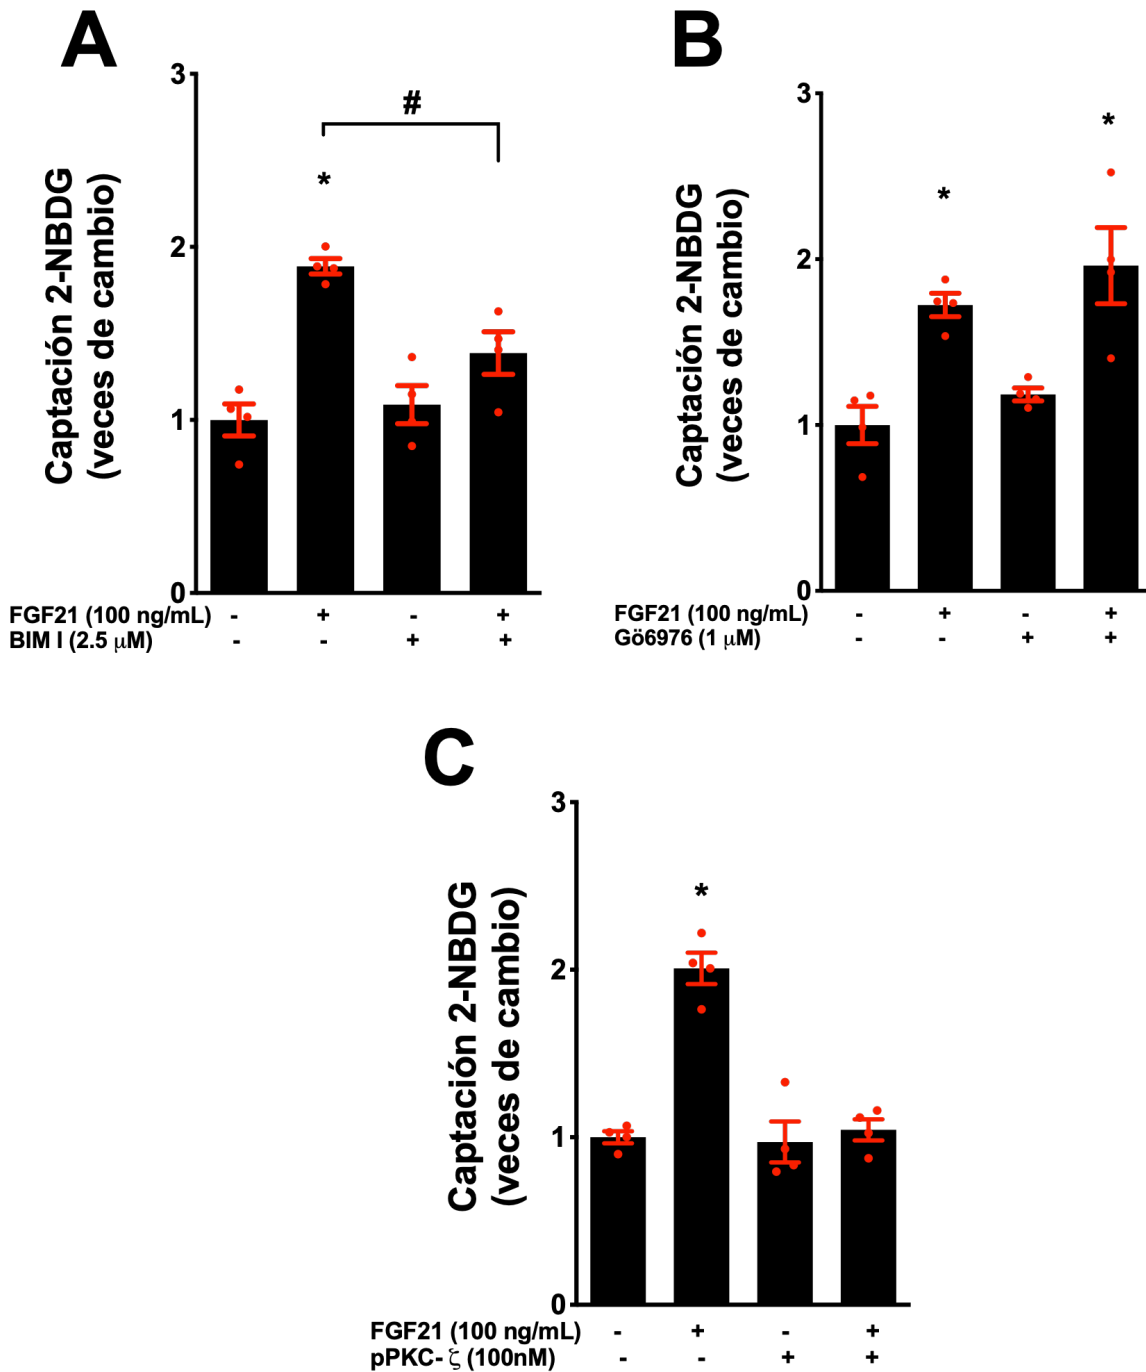 A
3
2
1
0
Captación 2-NBDG
(veces de cambio)
#
*
FGF21 (100 ng/mL) - + - +
BIM I (2.5 μM) - - + +
B
3
2
1
0
Captación 2-NBDG
(veces de cambio)
*
*
FGF21 (100 ng/mL) - + - +
Gö6976 (1 μM) - - + +
C
3
2
1
0
Captación 2-NBDG
(veces de cambio)
*
FGF21 (100 ng/mL) - + - +
pPKC- ζ (100nM) - - + +